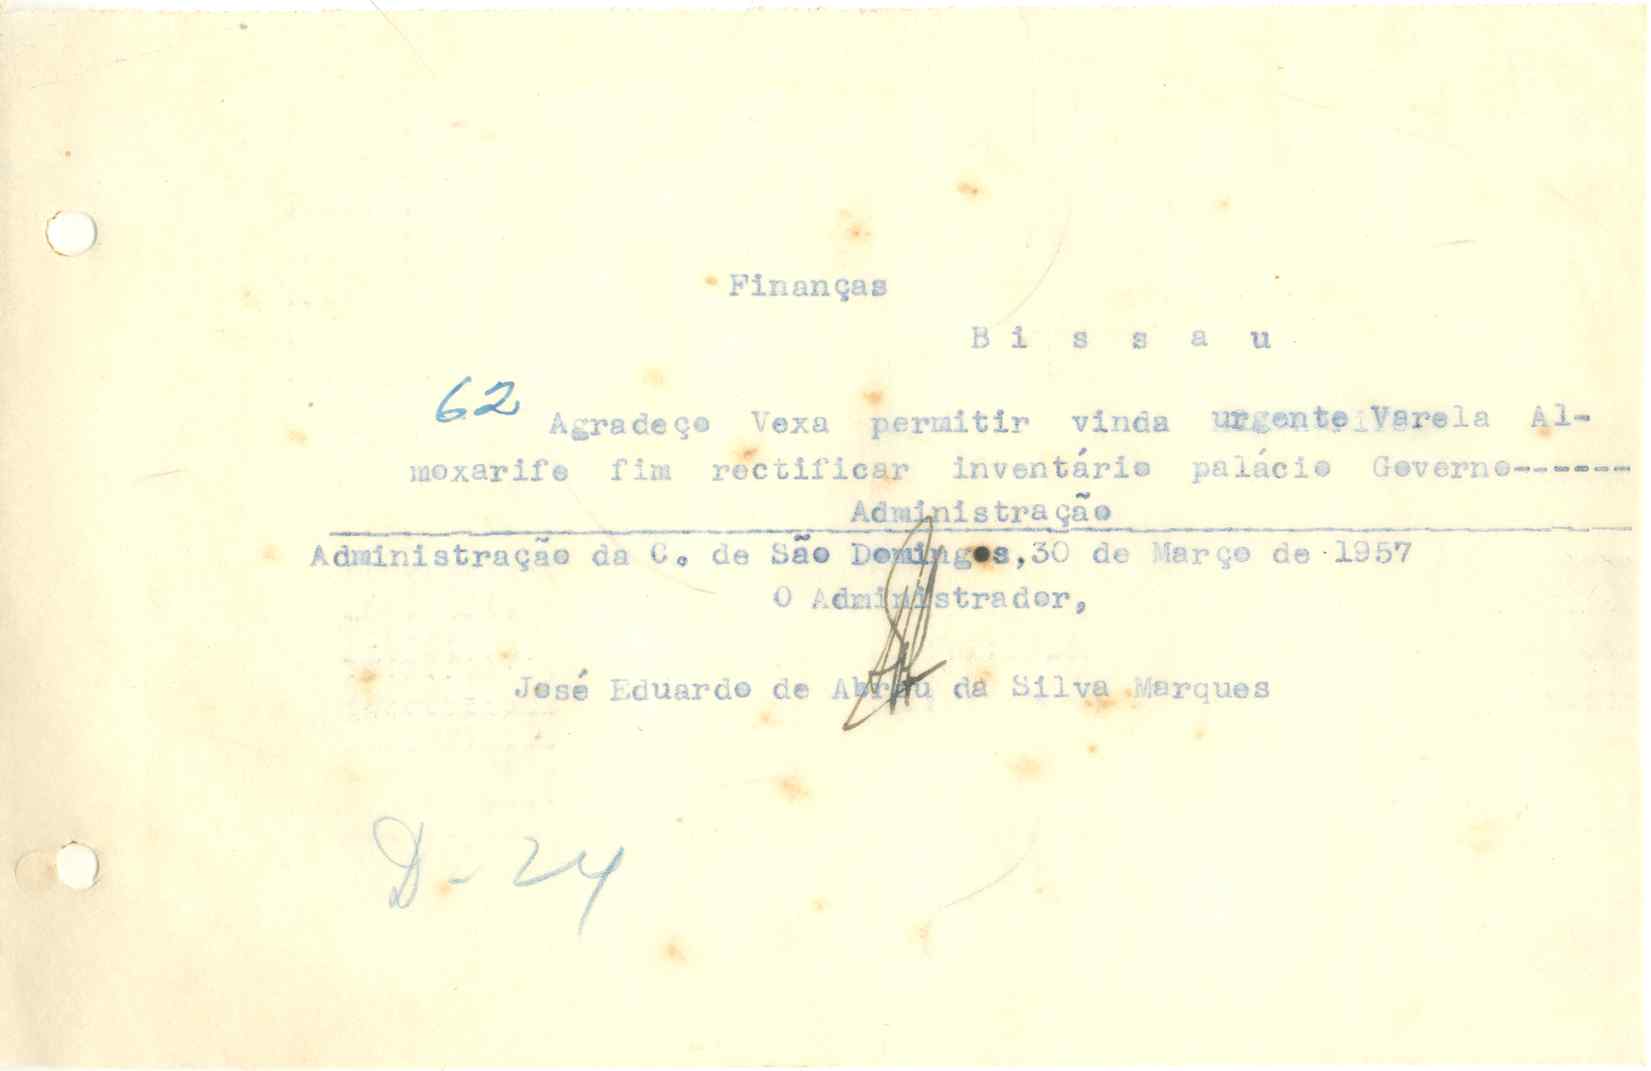 Finanças
B i s s a u
62 Agradeço Vexa permitir vinda urgente Varela Al-
moxarife fim rectificar inventário palácio Governo------
Administração
Administração da C. de São Domingos,30 de Março de 1957
O Administrador,
José Eduardo de Abreu da Silva Marques
D- 24